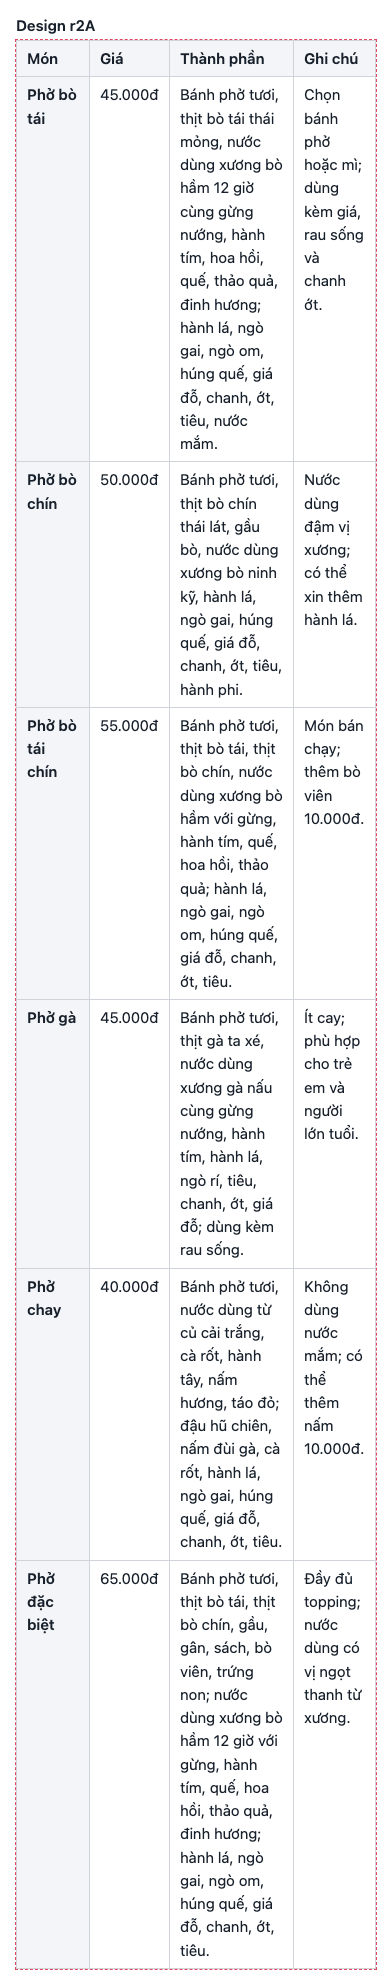 Design r2A
Món Giá Thành phần Ghi chú
Phở bò
tái
45.000đ
Bánh phở tươi,
thịt bò tái thái
mỏng, nước
dùng xương bò
hầm 12 giờ
cùng gừng
nướng, hành
tím, hoa hồi,
quế, thảo quả,
đinh hương;
hành lá, ngò
gai, ngò om,
húng quế, giá
đỗ, chanh, ớt,
tiêu, nước
mắm.
Chọn
bánh
phở
hoặc mì;
dùng
kèm giá,
rau sống
và
chanh
ớt.
Phở bò
chín
50.000đ
Bánh phở tươi,
thịt bò chín
thái lát, gầu
bò, nước dùng
xương bò ninh
kỹ, hành lá,
ngò gai, húng
quế, giá đỗ,
chanh, ớt, tiêu,
hành phi.
Nước
dùng
đậm vị
xương;
có thể
xin thêm
hành lá.
Phở bò
tái
chín
55.000đ
Bánh phở tươi,
thịt bò tái, thịt
bò chín, nước
dùng xương bò
hầm với gừng,
hành tím, quế,
hoa hồi, thảo
quả; hành lá,
ngò gai, ngò
om, húng quế,
giá đỗ, chanh,
ớt, tiêu.
Món bán
chạy;
thêm bò
viên
10.000đ.
Phở gà
45.000đ
Bánh phở tươi,
thịt gà ta xé,
nước dùng
xương gà nấu
cùng gừng
nướng, hành
tím, hành lá,
ngò rí, tiêu,
chanh, ớt, giá
đỗ; dùng kèm
rau sống.
Ít cay;
phù hợp
cho trẻ
em và
người
lớn tuổi.
Phở
chay
40.000đ
Bánh phở tươi,
nước dùng từ
củ cải trắng,
cà rốt, hành
tây, nấm
hương, táo đỏ;
đậu hũ chiên,
nấm đùi gà, cà
rốt, hành lá,
ngò gai, húng
quế, giá đỗ,
chanh, ớt, tiêu.
Không
dùng
nước
mắm; có
thể
thêm
nấm
10.000đ.
Phở
đặc
biệt
65.000đ
Bánh phở tươi,
thịt bò tái, thịt
bò chín, gầu,
gân, sách, bò
viên, trứng
non; nước
dùng xương bò
hầm 12 giờ với
gừng, hành
tím, quế, hoa
hồi, thảo quả,
đinh hương;
hành lá, ngò
gai, ngò om,
húng quế, giá
đỗ, chanh, ớt,
tiêu.
Đầy đủ
topping;
nước
dùng có
vị ngọt
thanh từ
xương.